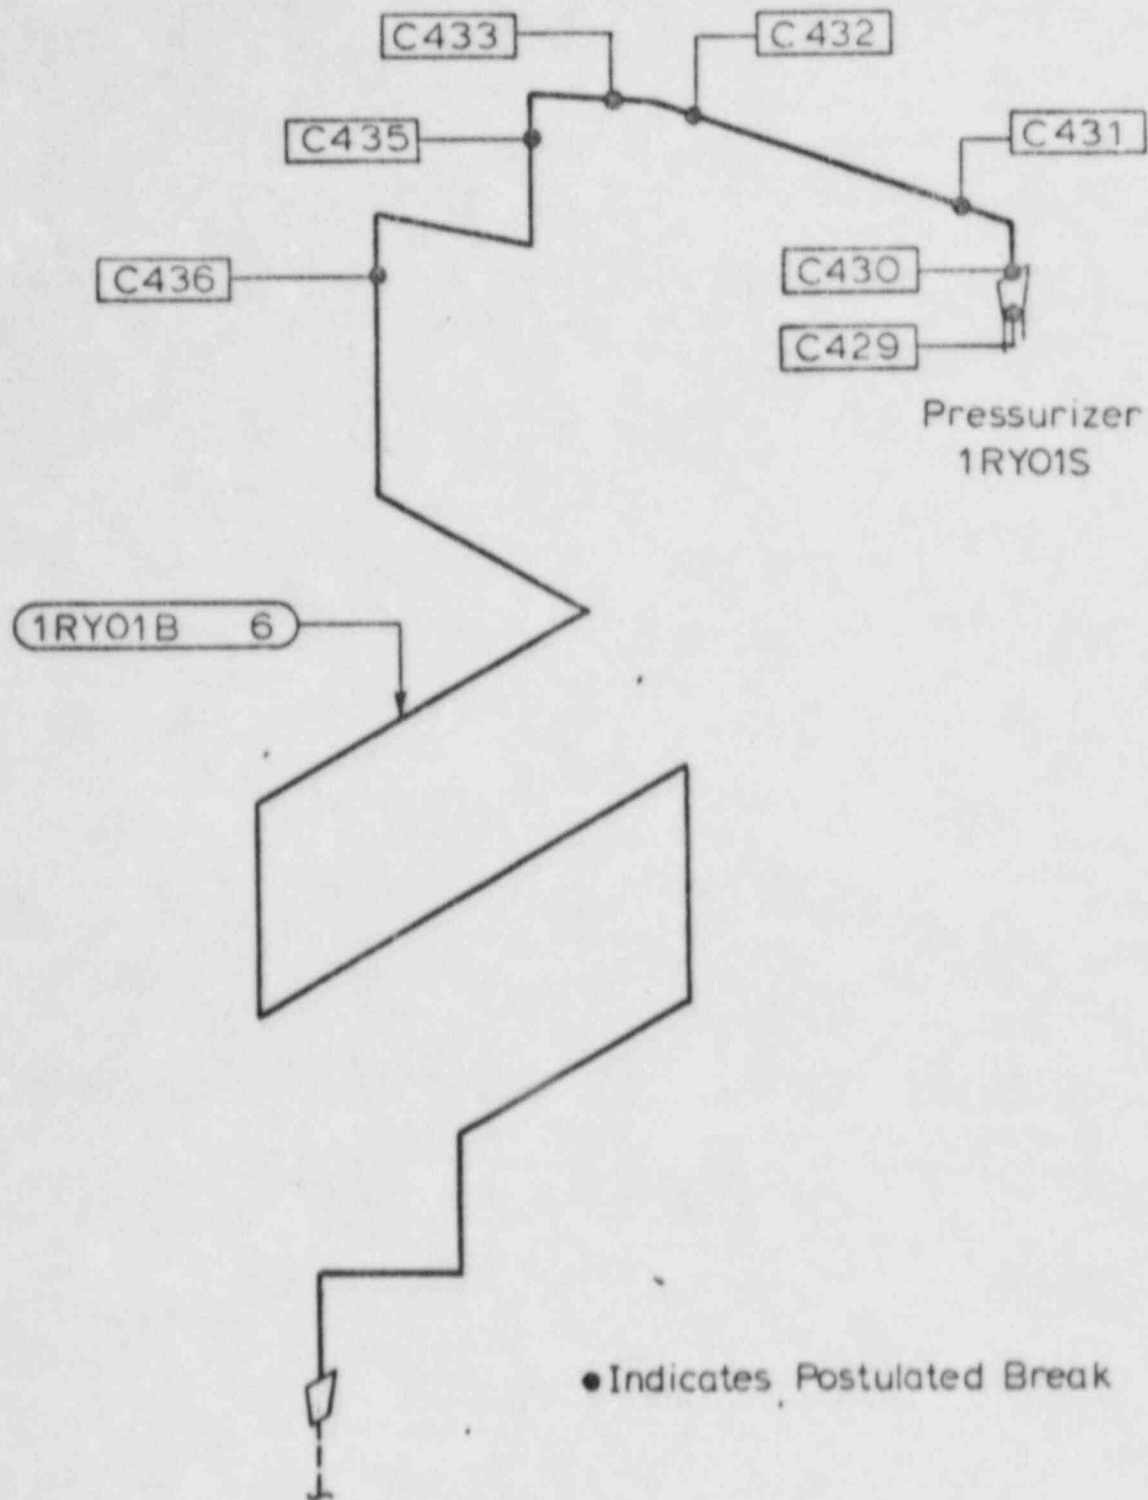 C433
C432
C435
C431
C436
C430
C429
Pressurizer
1RY01S
1RY01B 6
Indicates Postulated Break